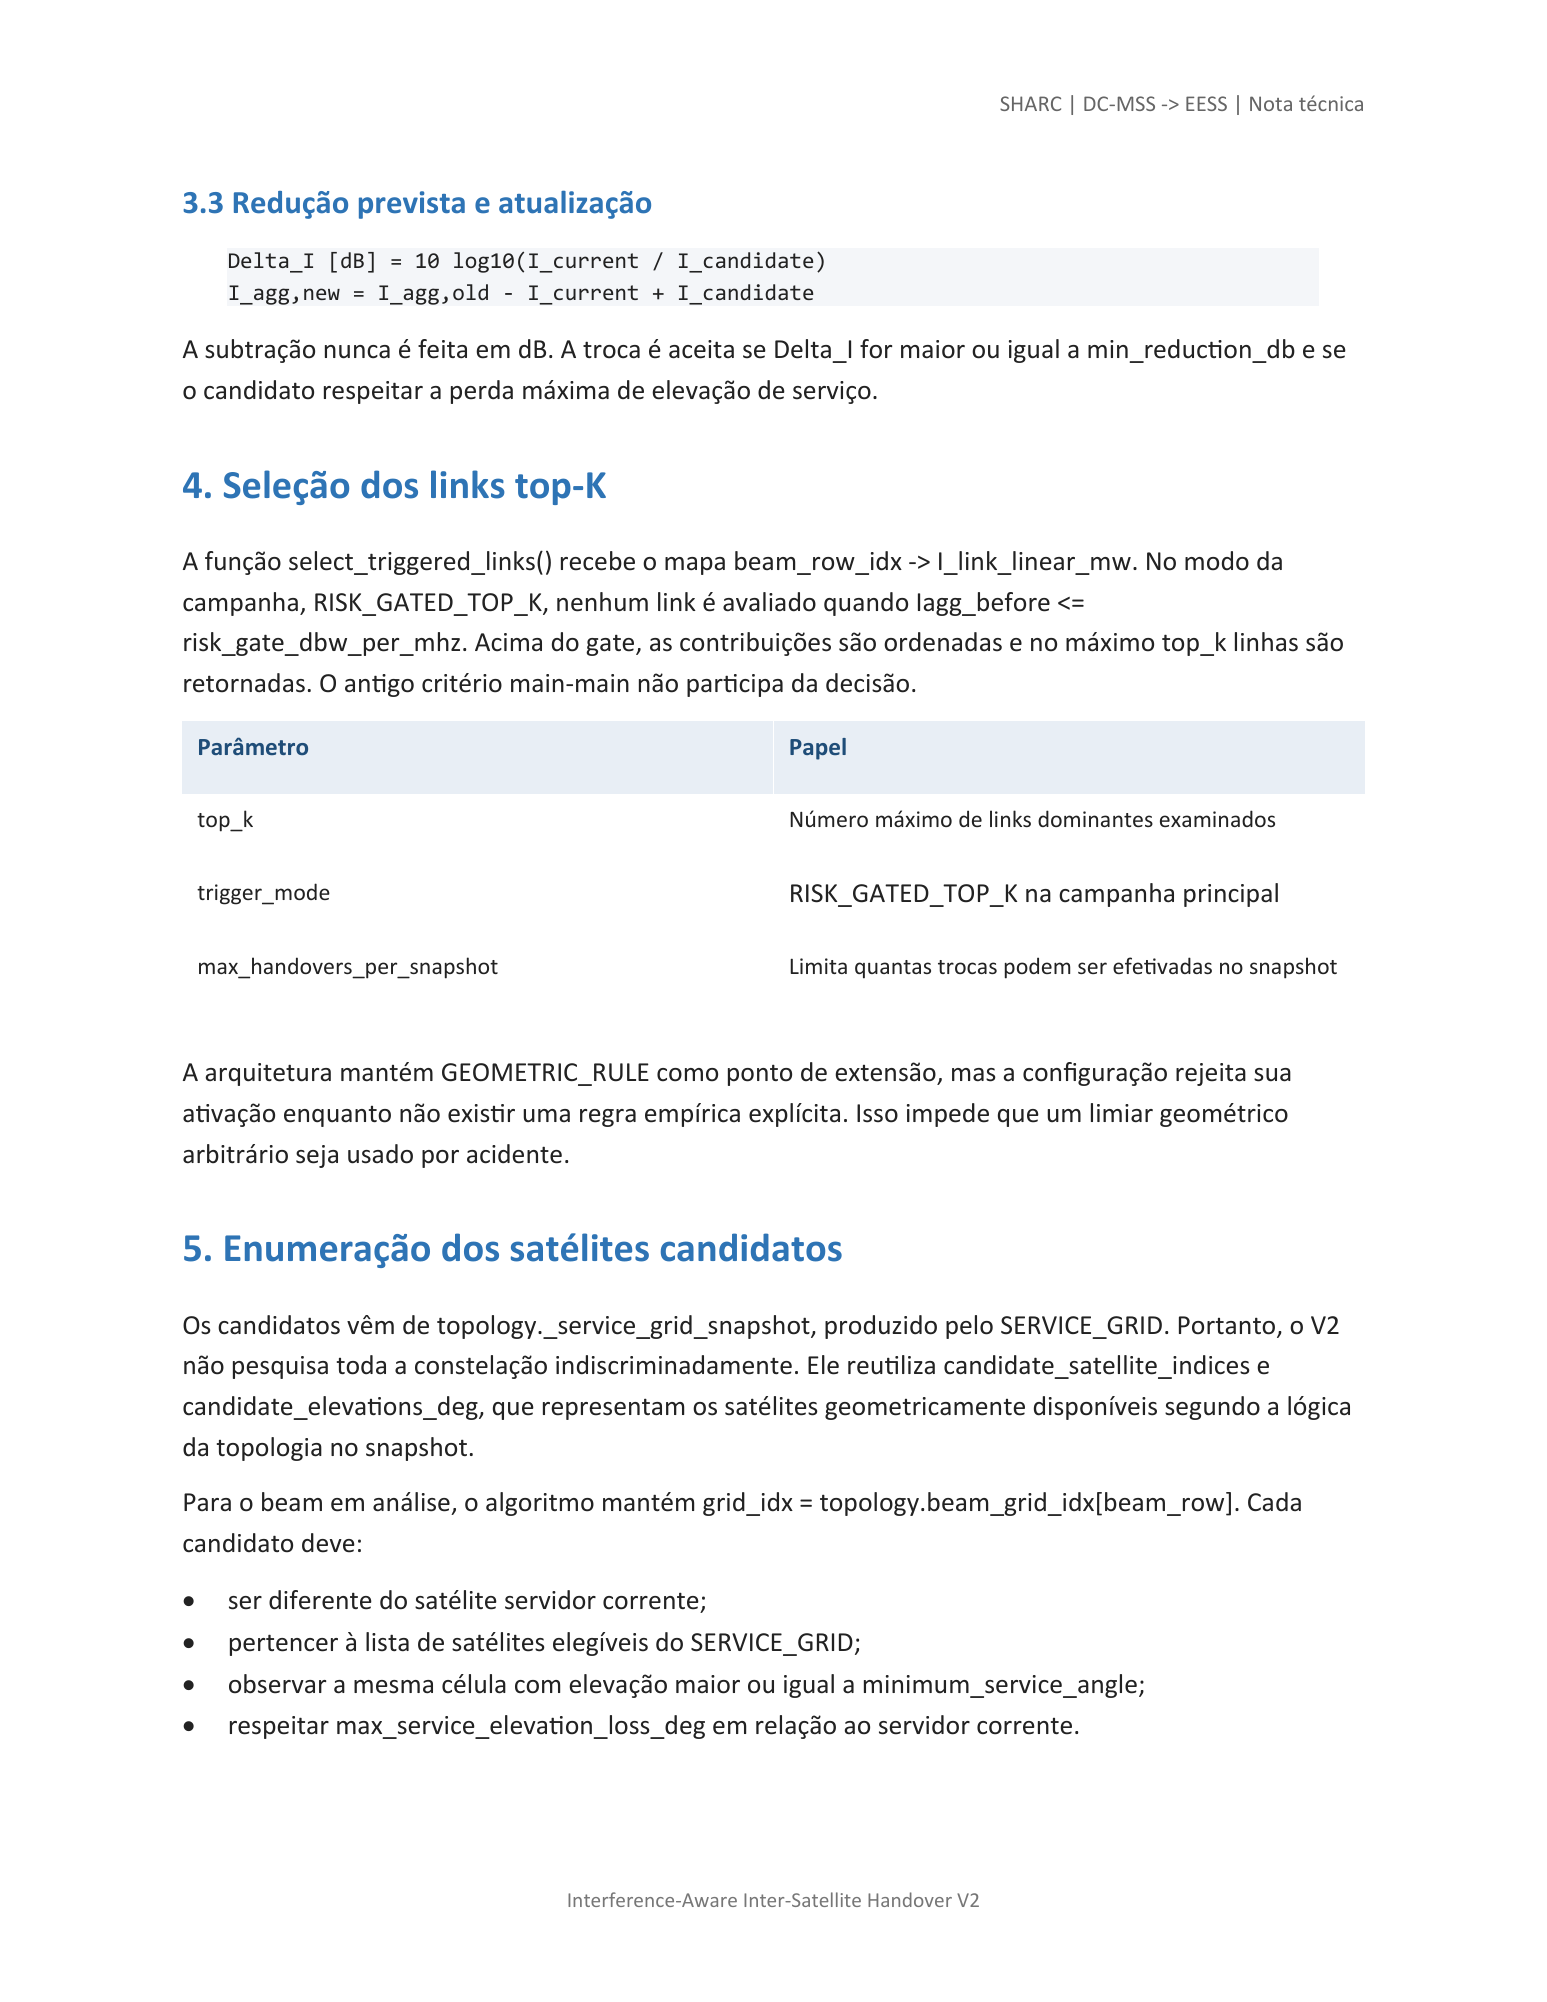 SHARC | DC-MSS -> EESS | Nota técnica
3.3 Redução prevista e atualização
Delta_I [dB] = 10 log10(I_current / I_candidate)
I_agg,new = I_agg,old - I_current + I_candidate
A subtração nunca é feita em dB. A troca é aceita se Delta_I for maior ou igual a min_reduction_db e se
o candidato respeitar a perda máxima de elevação de serviço.
4. Seleção dos links top-K
A função select_triggered_links() recebe o mapa beam_row_idx -> I_link_linear_mw. No modo da
campanha, RISK_GATED_TOP_K, nenhum link é avaliado quando Iagg_before <=
risk_gate_dbw_per_mhz. Acima do gate, as contribuições são ordenadas e no máximo top_k linhas são
retornadas. O antigo critério main-main não participa da decisão.
Parâmetro Papel
top_k Número máximo de links dominantes examinados
trigger_mode RISK_GATED_TOP_K na campanha principal
max_handovers_per_snapshot Limita quantas trocas podem ser efetivadas no snapshot
A arquitetura mantém GEOMETRIC_RULE como ponto de extensão, mas a configuração rejeita sua
ativação enquanto não existir uma regra empírica explícita. Isso impede que um limiar geométrico
arbitrário seja usado por acidente.
5. Enumeração dos satélites candidatos
Os candidatos vêm de topology._service_grid_snapshot, produzido pelo SERVICE_GRID. Portanto, o V2
não pesquisa toda a constelação indiscriminadamente. Ele reutiliza candidate_satellite_indices e
candidate_elevations_deg, que representam os satélites geometricamente disponíveis segundo a lógica
da topologia no snapshot.
Para o beam em análise, o algoritmo mantém grid_idx = topology.beam_grid_idx[beam_row]. Cada
candidato deve:
• ser diferente do satélite servidor corrente;
• pertencer à lista de satélites elegíveis do SERVICE_GRID;
• observar a mesma célula com elevação maior ou igual a minimum_service_angle;
• respeitar max_service_elevation_loss_deg em relação ao servidor corrente.
Interference-Aware Inter-Satellite Handover V2